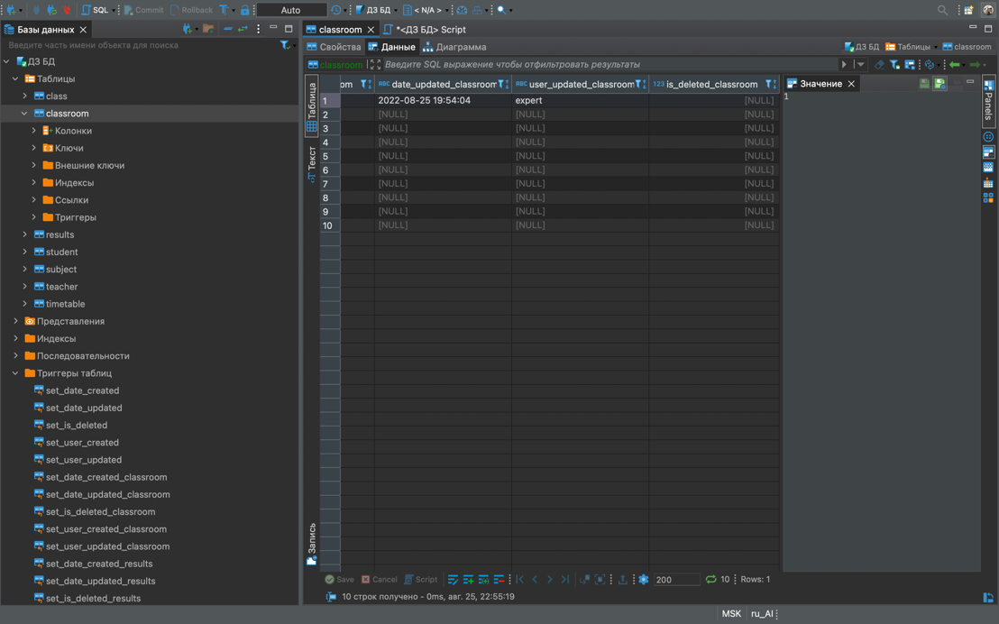 SQL Commit Rollback Auto ДЗ БД < N/A >
Базы данных
classroom *<ДЗ БД> Script
Введите часть имени объекта для поиска
Свойства Данные Диаграмма ДЗ БД Таблицы classroom
classroom Введите SQL выражение чтобы отфильтровать результаты
ДЗ БД
Таблицы
class
classroom
Колонки
Ключи
Внешние ключи
Индексы
Ссылки
Триггеры
results
student
subject
teacher
timetable
Представления
Индексы
Последовательности
Триггеры таблиц
set_date_created
set_date_updated
set_is_deleted
set_user_created
set_user_updated
set_date_created_classroom
set_date_updated_classroom
set_is_deleted_classroom
set_user_created_classroom
set_user_updated_classroom
set_date_created_results
set_date_updated_results
set_is_deleted_results
Таблица
Текст
Запись
om ABC date_updated_classroom ABC user_updated_classroom 123 is_deleted_classroom
1 2022-08-25 19:54:04 expert [NULL]
2 [NULL] [NULL] [NULL]
3 [NULL] [NULL] [NULL]
4 [NULL] [NULL] [NULL]
5 [NULL] [NULL] [NULL]
6 [NULL] [NULL] [NULL]
7 [NULL] [NULL] [NULL]
8 [NULL] [NULL] [NULL]
9 [NULL] [NULL] [NULL]
10 [NULL] [NULL] [NULL]
Значение
1
Panels
Save Cancel Script 200 10 Rows: 1
10 строк получено - 0ms, авг. 25, 22:55:19
MSK ru_AI